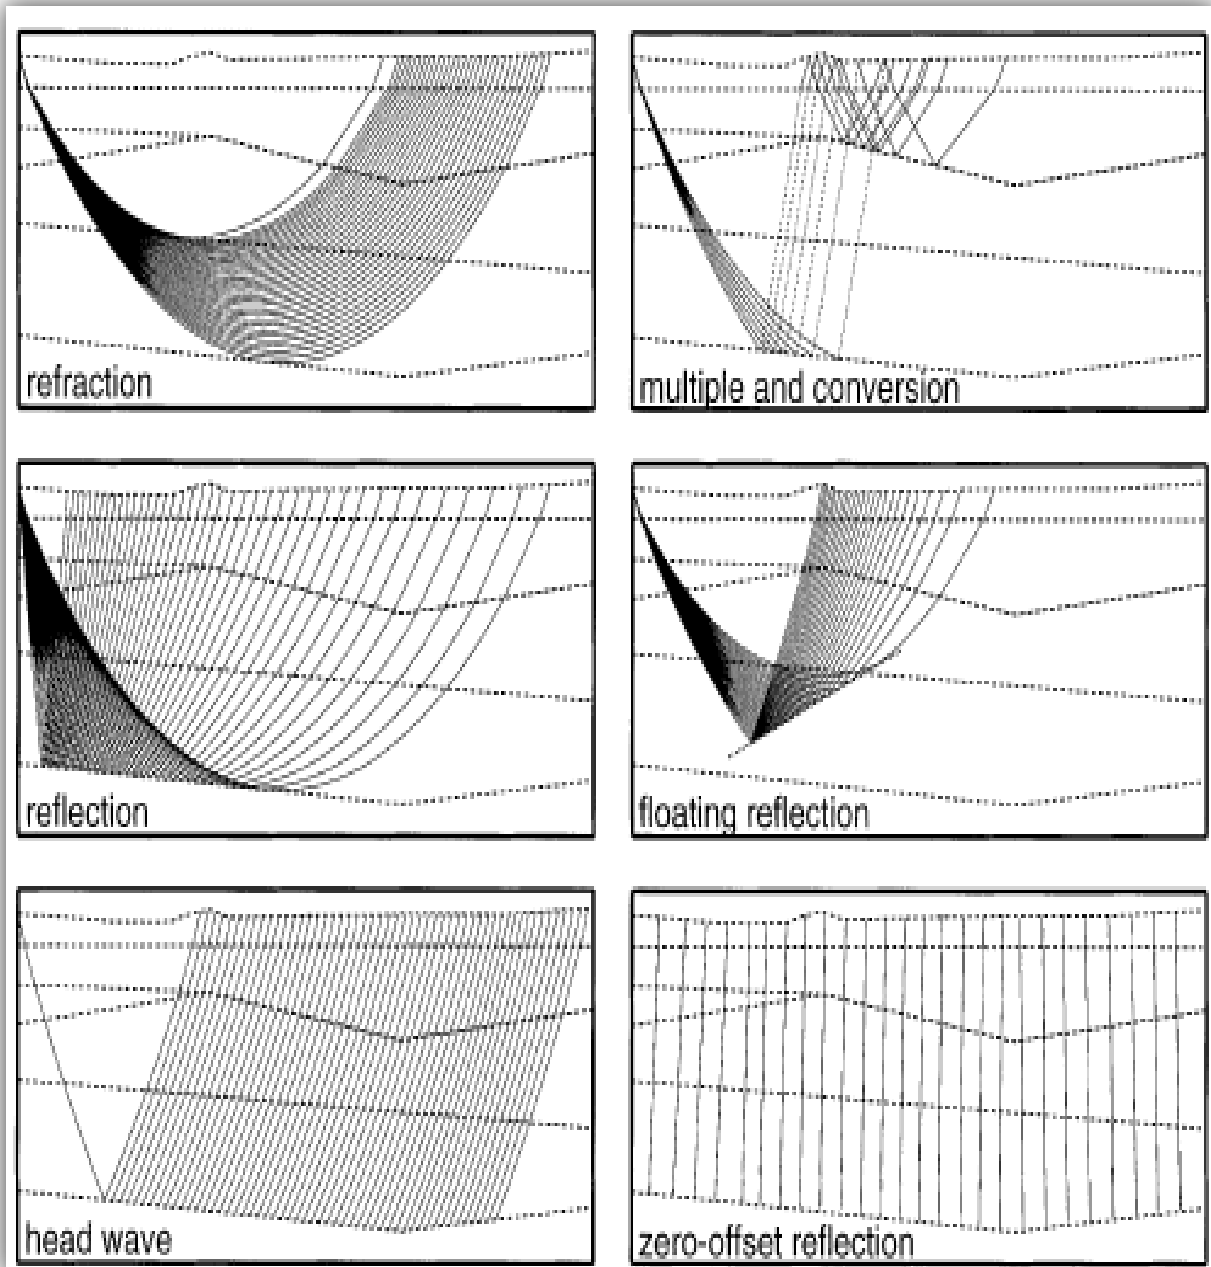 refraction
multiple and conversion
reflection
floating reflection
head wave
zero-offset reflection